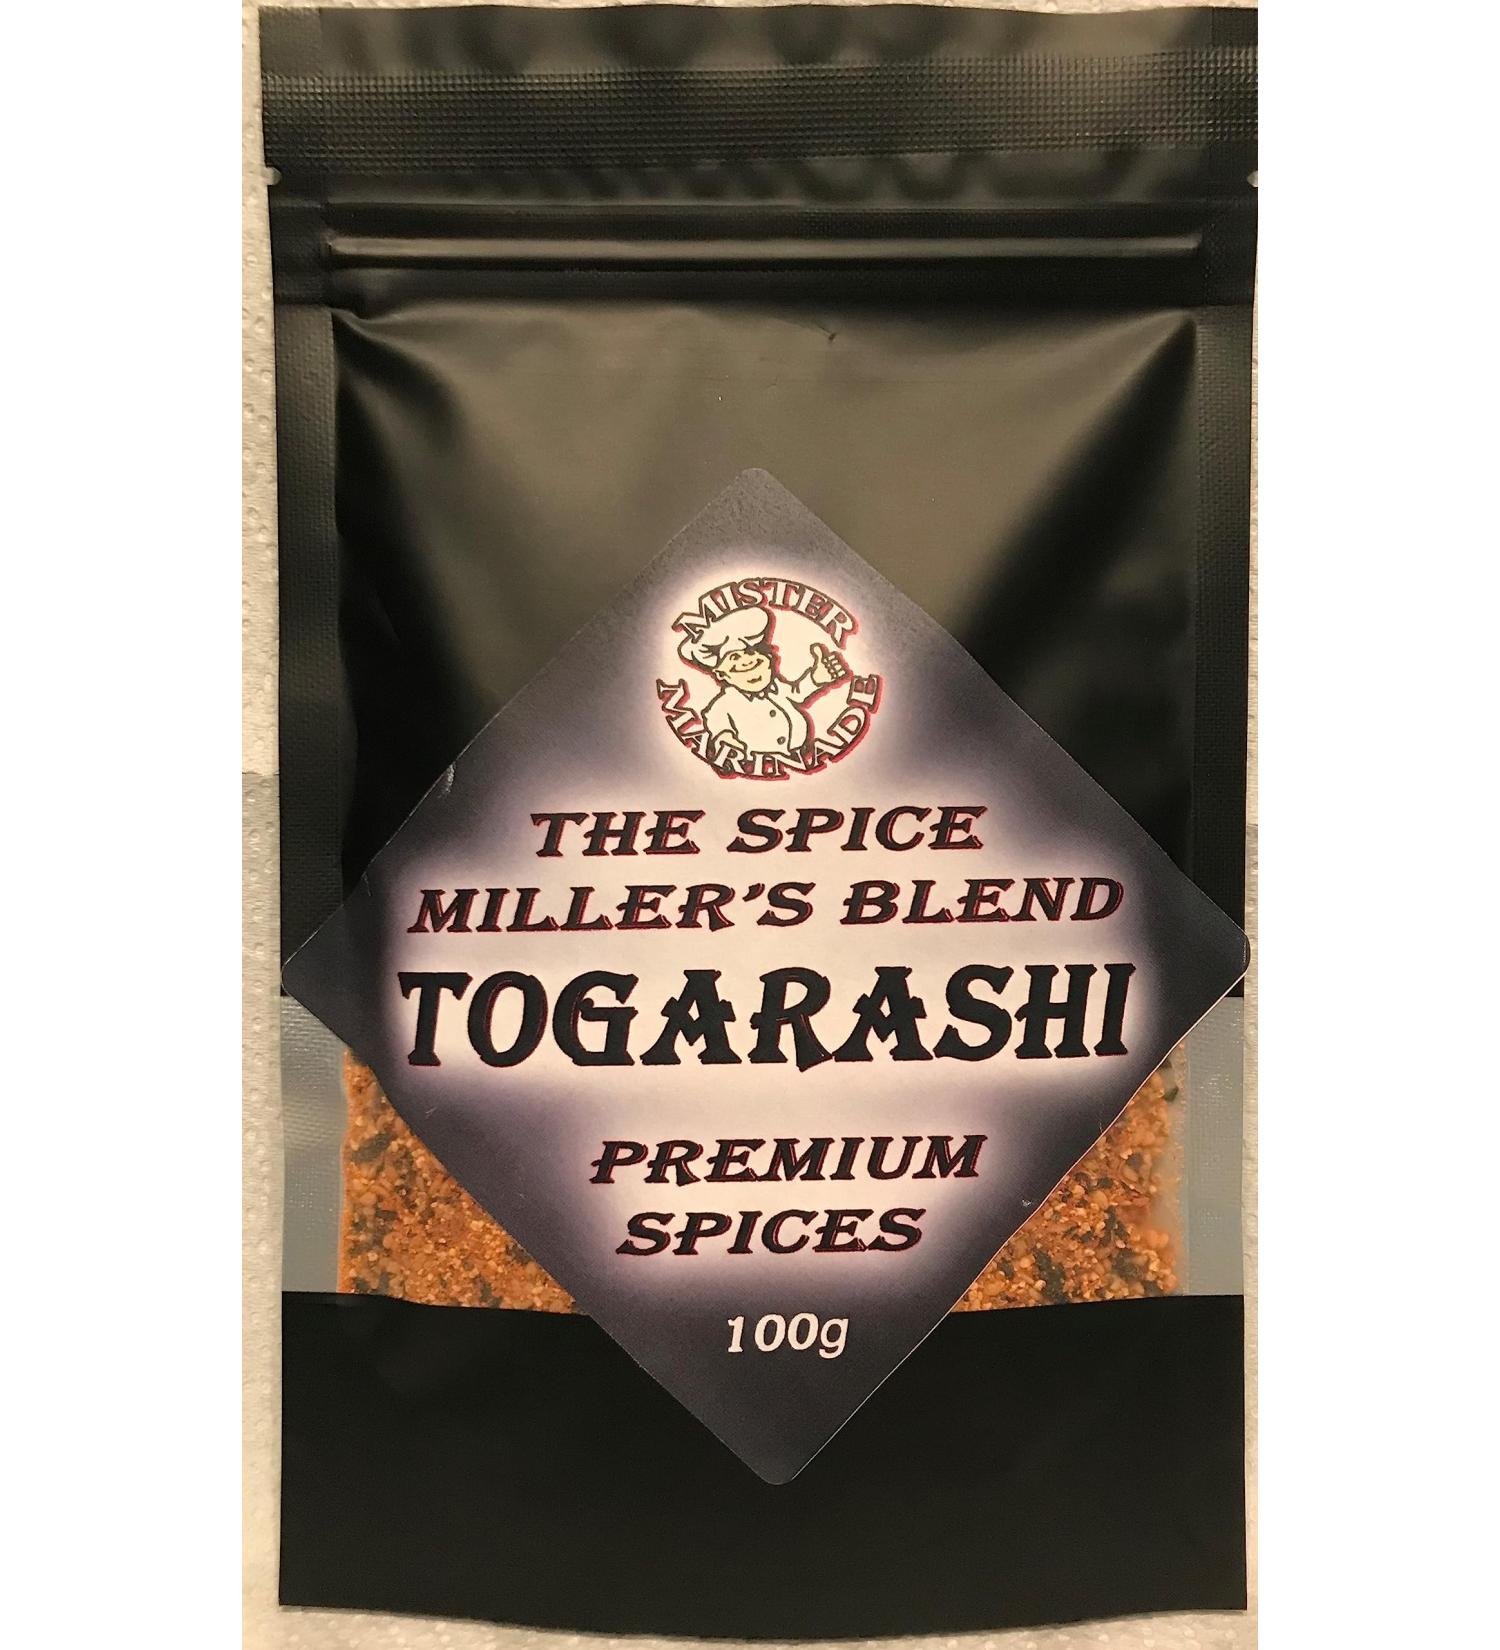 MISTER
MARINADE
THE SPICE
MILLER'S BLEND
TOGARASHI
PREMIUM
SPICES
100g